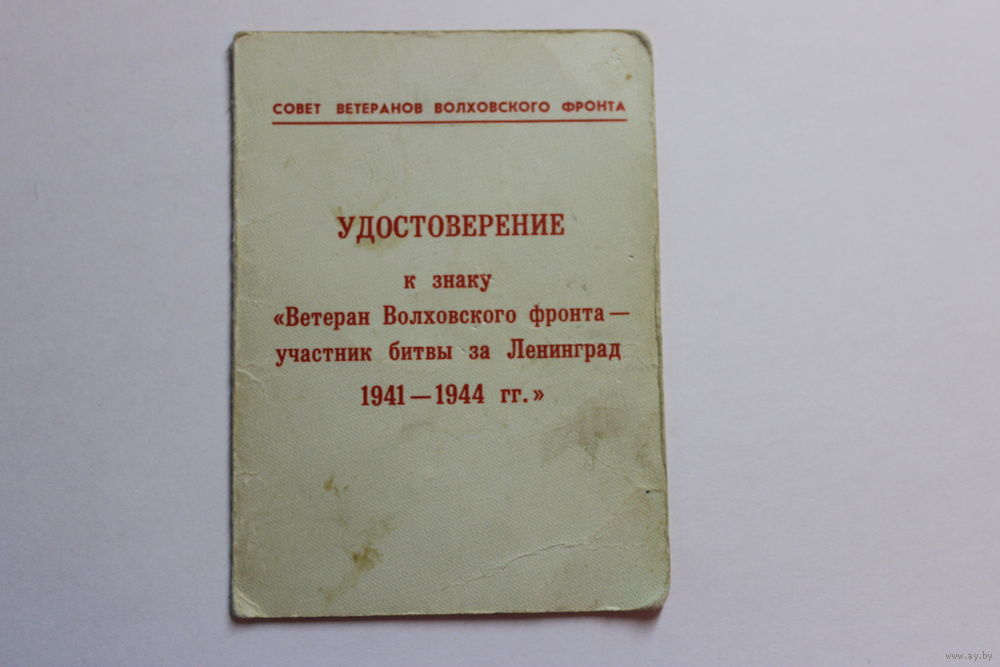 СОВЕТ ВЕТЕРАНОВ ВОЛХОВСКОГО ФРОНТА
УДОСТОВЕРЕНИЕ
к знаку
«Ветеран Волховского фронта —
участник битвы за Ленинград
1941 — 1944 гг.»
www.ay.by